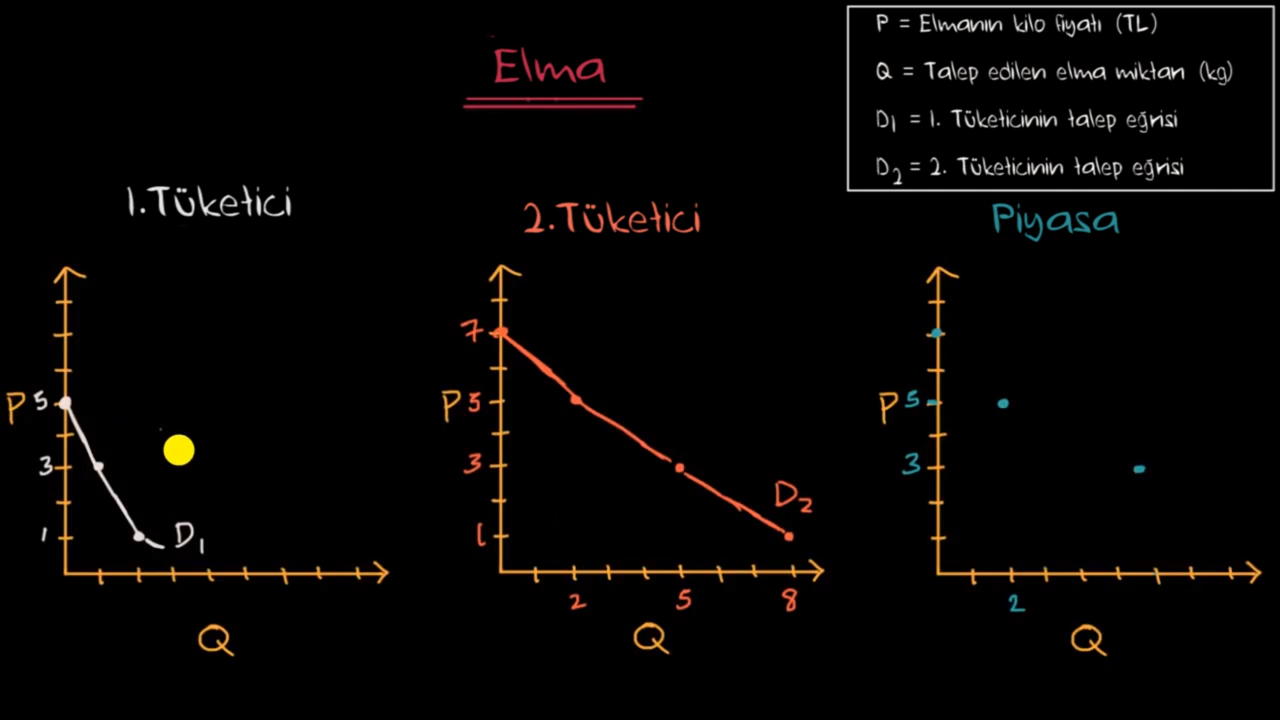 Elma
P = Elmanın kilo fiyatı (TL)
Q = Talep edilen elma miktarı (kg)
D1 = 1. Tüketicinin talep eğrisi
D2 = 2. Tüketicinin talep eğrisi
1.Tüketici
P
5
3
1
D1
Q
2.Tüketici
7
P
5
3
1
D2
2 5 8
Q
Piyasa
P
5
3
2
Q